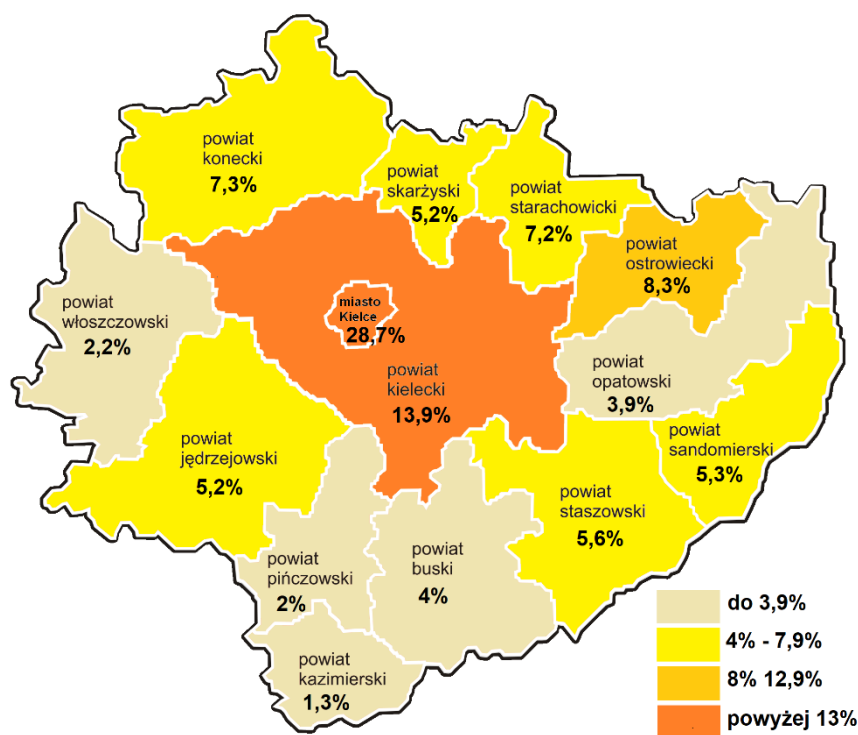 powiat
konecki
7,3%
powiat
skarżyski
5,2%
powiat
starachowicki
7,2%
powiat
ostrowiecki
8,3%
powiat
włoszczowski
2,2%
miasto
Kielce
28,7%
powiat
kielecki
13,9%
powiat
opatowski
3,9%
powiat
sandomierski
5,3%
powiat
jędrzejowski
5,2%
powiat
staszowski
5,6%
powiat
pińczowski
2%
powiat
buski
4%
powiat
kazimierski
1,3%
do 3,9%
4% - 7,9%
8% 12,9%
powyżej 13%